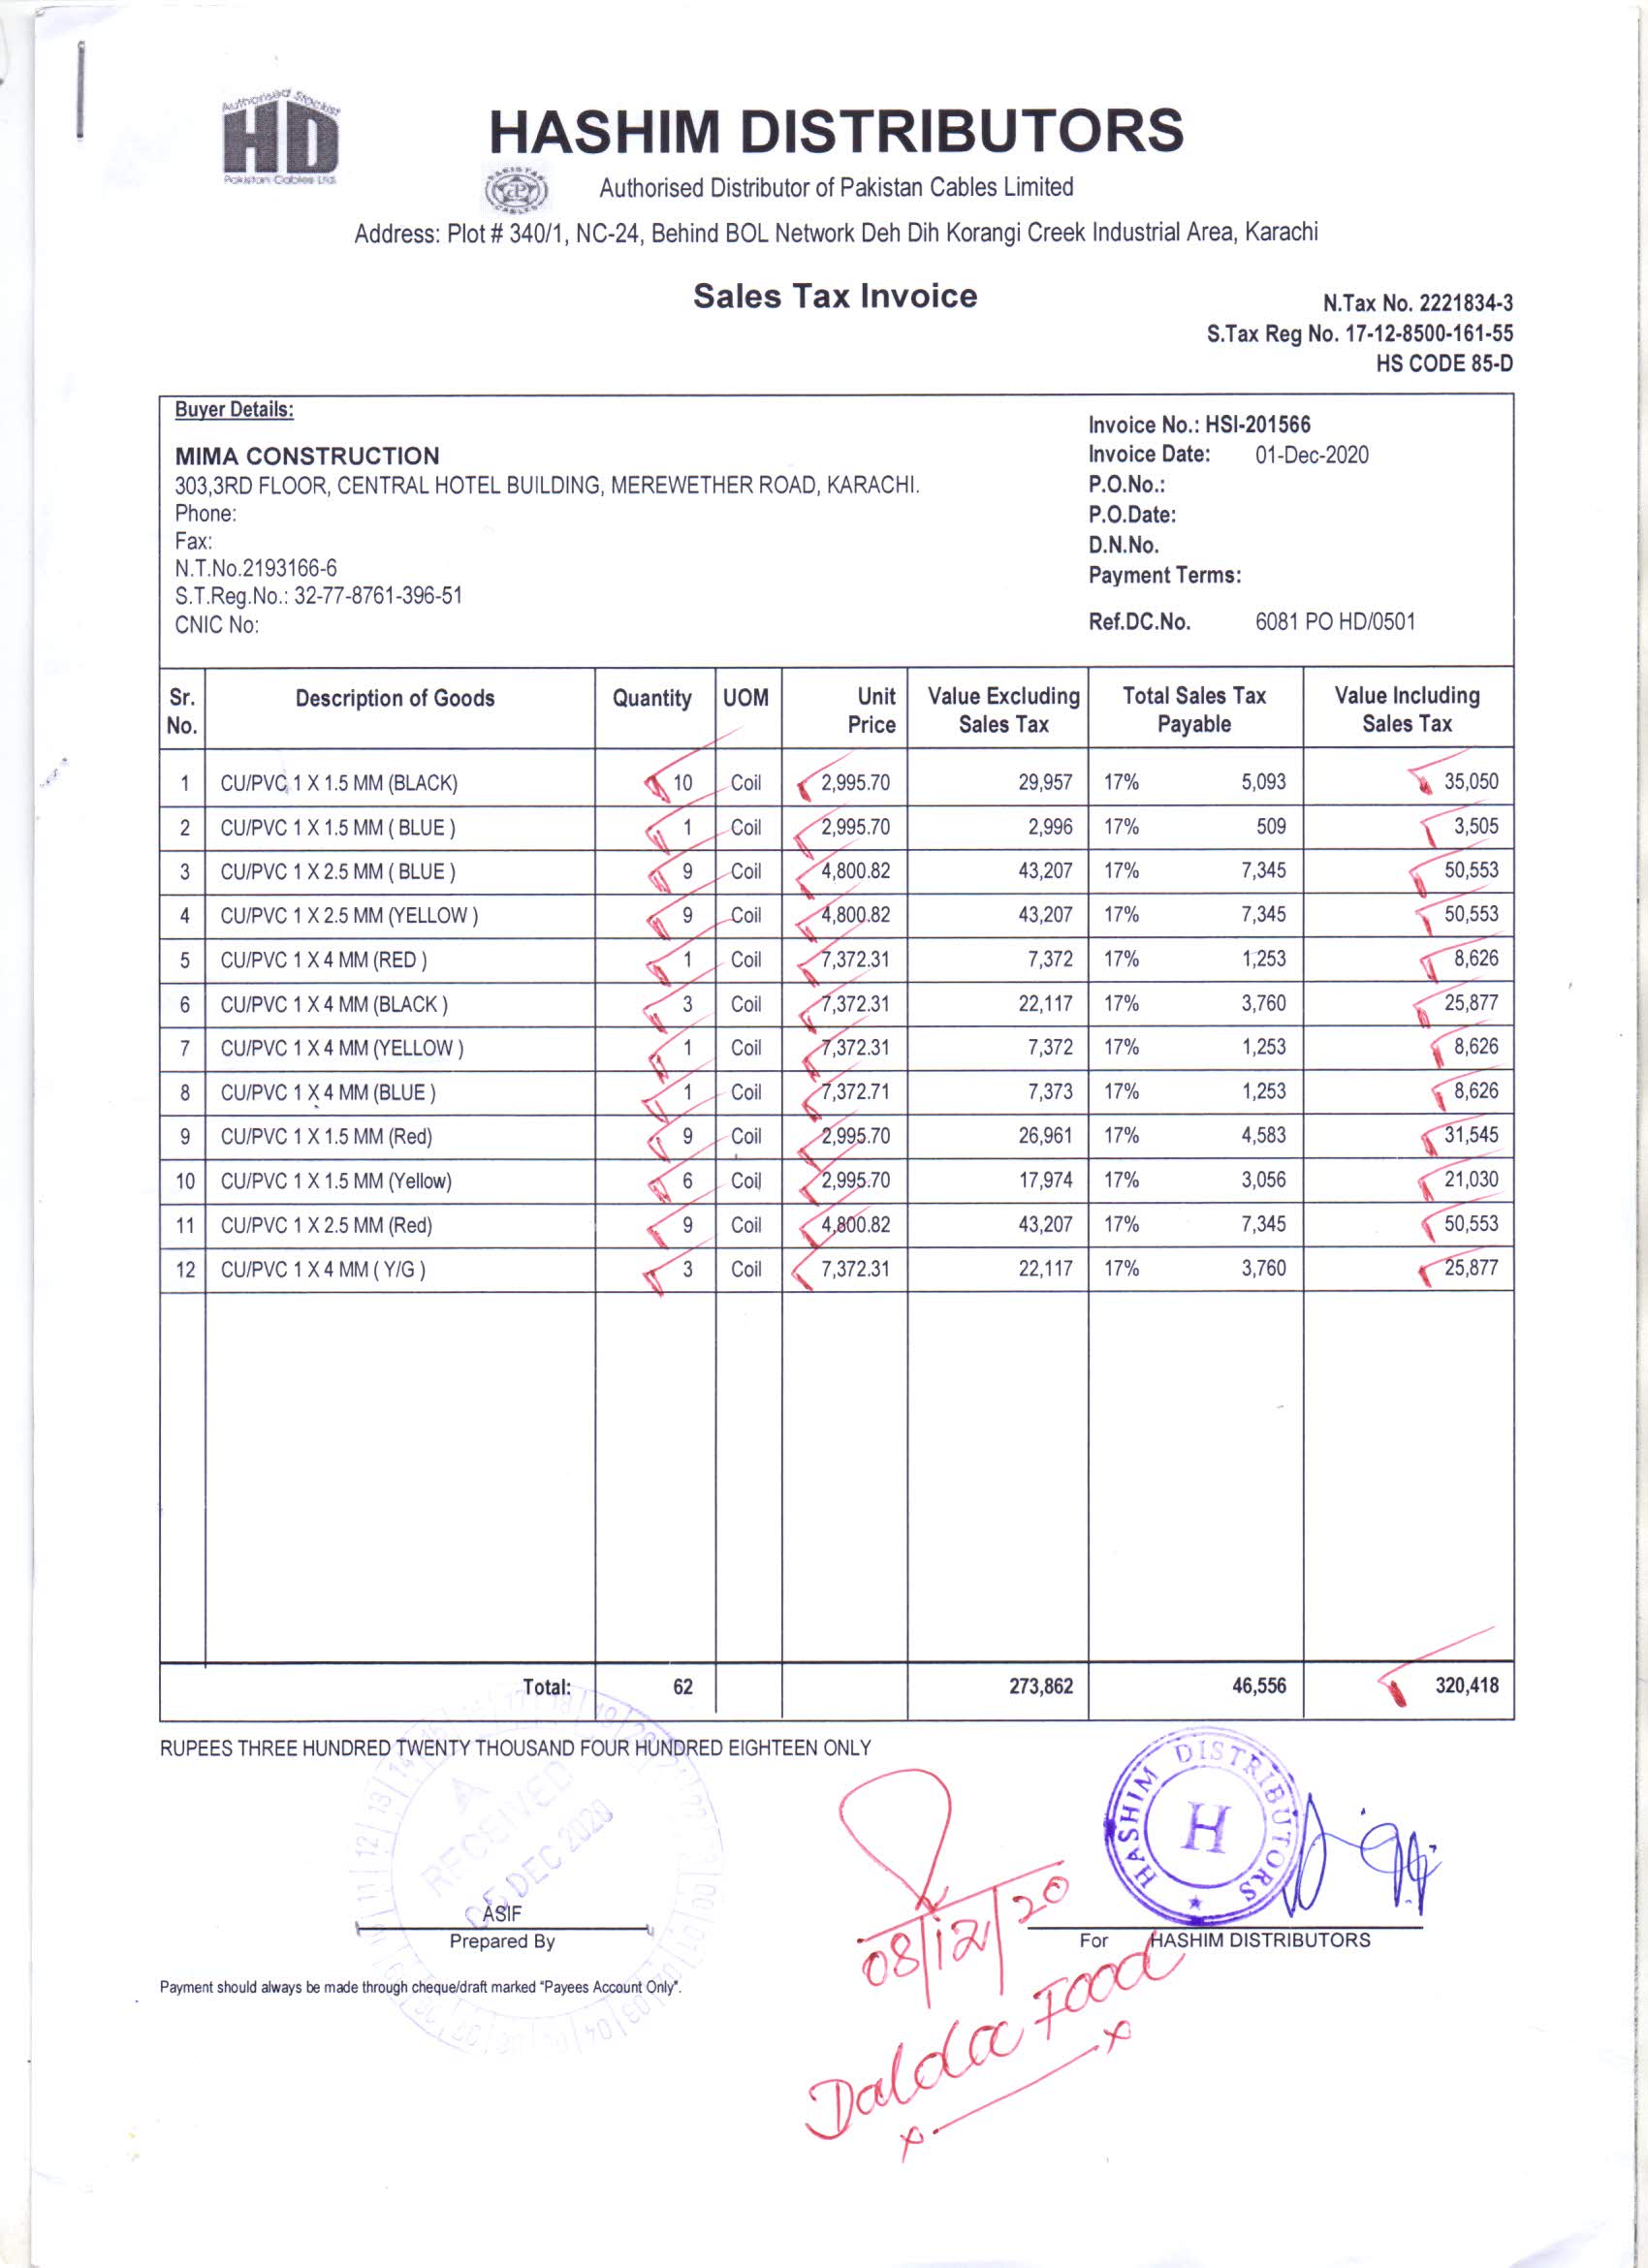 Authorised Stockist
HD
Pakistan Cables Ltd.
HASHIM DISTRIBUTORS
PAKISTAN CABLES
Authorised Distributor of Pakistan Cables Limited
Address: Plot # 340/1, NC-24, Behind BOL Network Deh Dih Korangi Creek Industrial Area, Karachi
Sales Tax Invoice
N.Tax No. 2221834-3
S.Tax Reg No. 17-12-8500-161-55
HS CODE 85-D
Buyer Details:
MIMA CONSTRUCTION
303,3RD FLOOR, CENTRAL HOTEL BUILDING, MEREWETHER ROAD, KARACHI.
Phone:
Fax:
N.T.No.2193166-6
S.T.Reg.No.: 32-77-8761-396-51
CNIC No:
Invoice No.: HSI-201566
Invoice Date: 01-Dec-2020
P.O.No.:
P.O.Date:
D.N.No.
Payment Terms:
Ref.DC.No. 6081 PO HD/0501
Sr. No. Description of Goods Quantity UOM Unit Price Value Excluding Sales Tax Total Sales Tax Payable Value Including Sales Tax
1 CU/PVC 1 X 1.5 MM (BLACK) 10 Coil 2,995.70 29,957 17% 5,093 35,050
2 CU/PVC 1 X 1.5 MM ( BLUE ) 1 Coil 2,995.70 2,996 17% 509 3,505
3 CU/PVC 1 X 2.5 MM ( BLUE ) 9 Coil 4,800.82 43,207 17% 7,345 50,553
4 CU/PVC 1 X 2.5 MM (YELLOW ) 9 Coil 4,800.82 43,207 17% 7,345 50,553
5 CU/PVC 1 X 4 MM (RED ) 1 Coil 7,372.31 7,372 17% 1,253 8,626
6 CU/PVC 1 X 4 MM (BLACK ) 3 Coil 7,372.31 22,117 17% 3,760 25,877
7 CU/PVC 1 X 4 MM (YELLOW ) 1 Coil 7,372.31 7,372 17% 1,253 8,626
8 CU/PVC 1 X 4 MM (BLUE ) 1 Coil 7,372.71 7,373 17% 1,253 8,626
9 CU/PVC 1 X 1.5 MM (Red) 9 Coil 2,995.70 26,961 17% 4,583 31,545
10 CU/PVC 1 X 1.5 MM (Yellow) 6 Coil 2,995.70 17,974 17% 3,056 21,030
11 CU/PVC 1 X 2.5 MM (Red) 9 Coil 4,800.82 43,207 17% 7,345 50,553
12 CU/PVC 1 X 4 MM ( Y/G ) 3 Coil 7,372.31 22,117 17% 3,760 25,877
Total: 62 273,862 46,556 320,418
RUPEES THREE HUNDRED TWENTY THOUSAND FOUR HUNDRED EIGHTEEN ONLY
A
RECEIVED
05 DEC 2020
HASHIM DISTRIBUTORS
H
ASIF
Prepared By
08/12/20
For HASHIM DISTRIBUTORS
Payment should always be made through cheque/draft marked "Payees Account Only".
Dalda Food